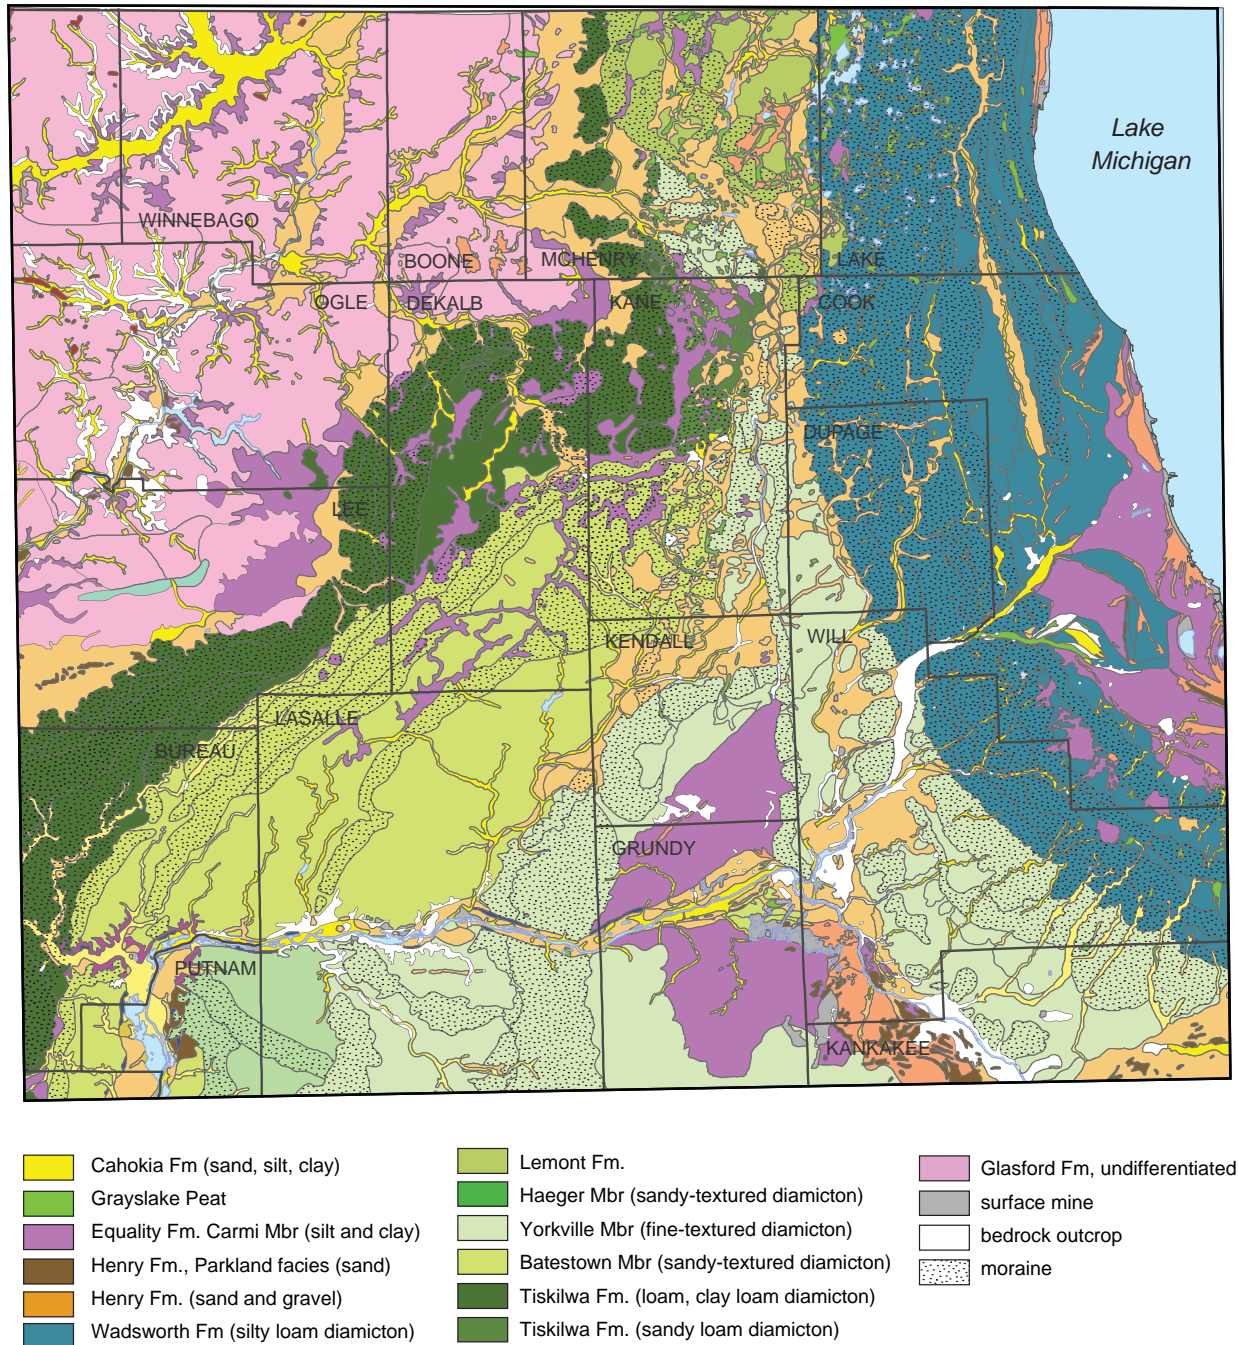 Lake
Michigan
WINNEBAGO
BOONE
MCHENRY
LAKE
OGLE
DEKALB
KANE
COOK
DUPAGE
LEE
KENDALL
WILL
LASALLE
BUREAU
GRUNDY
PUTNAM
KANKAKEE
Cahokia Fm (sand, silt, clay)
Grayslake Peat
Equality Fm. Carmi Mbr (silt and clay)
Henry Fm., Parkland facies (sand)
Henry Fm. (sand and gravel)
Wadsworth Fm (silty loam diamicton)
Lemont Fm.
Haeger Mbr (sandy-textured diamicton)
Yorkville Mbr (fine-textured diamicton)
Batestown Mbr (sandy-textured diamicton)
Tiskilwa Fm. (loam, clay loam diamicton)
Tiskilwa Fm. (sandy loam diamicton)
Glasford Fm, undifferentiated
surface mine
bedrock outcrop
moraine